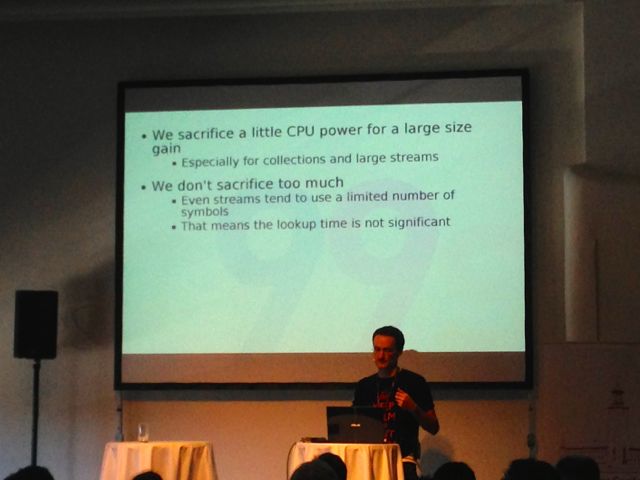 • We sacrifice a little CPU power for a large size
gain
• Especially for collections and large streams
• We don't sacrifice too much
• Even streams tend to use a limited number of
symbols
• That means the lookup time is not significant
99